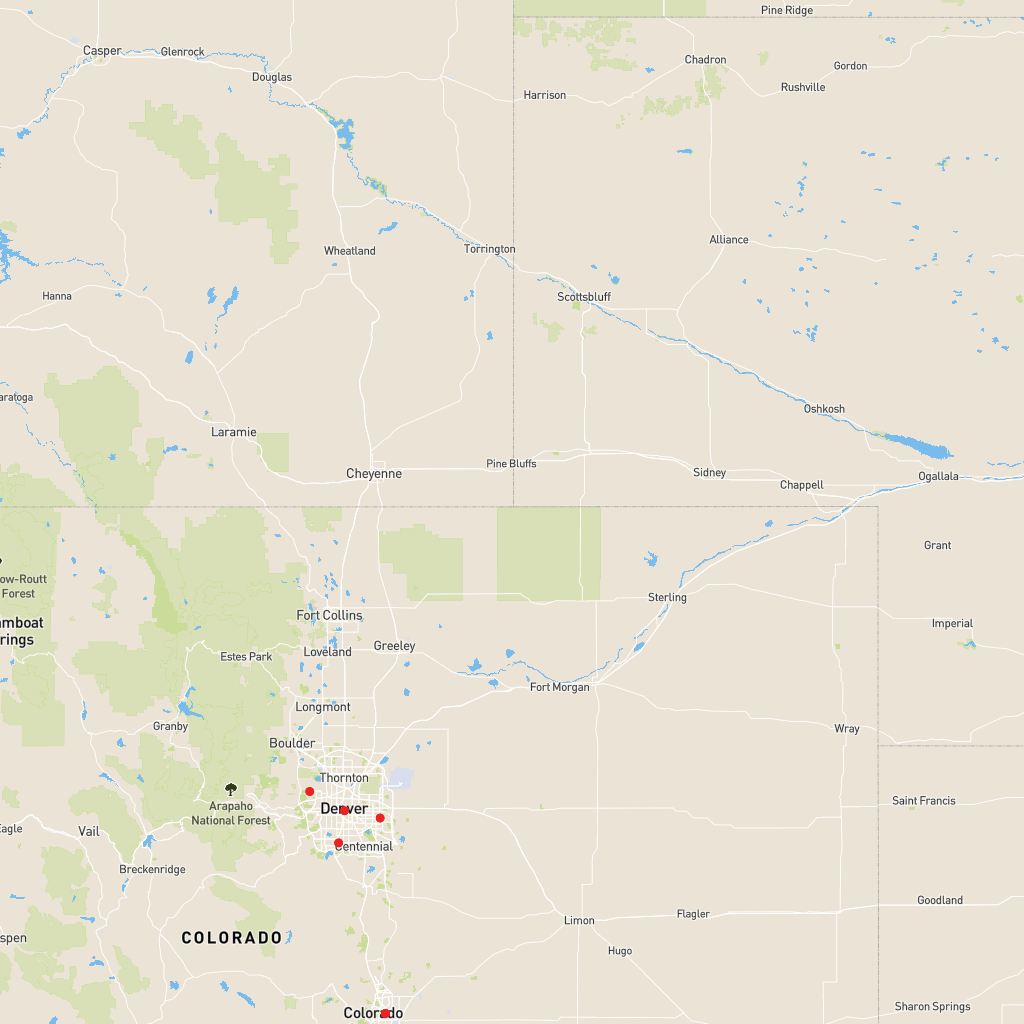 Pine Ridge
Casper
Glenrock
Chadron
Gordon
Douglas
Rushville
Harrison
Alliance
Wheatland
Torrington
Hanna
Scottsbluff
aratoga
Oshkosh
Laramie
Cheyenne
Pine Bluffs
Sidney
Ogallala
Chappell
Grant
ow-Routt
Forest
Sterling
Fort Collins
amboat
rings
Imperial
Greeley
Loveland
Estes Park
Fort Morgan
Longmont
Granby
Wray
Boulder
Thornton
Saint Francis
Arapaho
National Forest
Denver
Eagle
Vail
Centennial
Breckenridge
Goodland
Flagler
Limon
COLORADO
spen
Hugo
Sharon Springs
Colorado